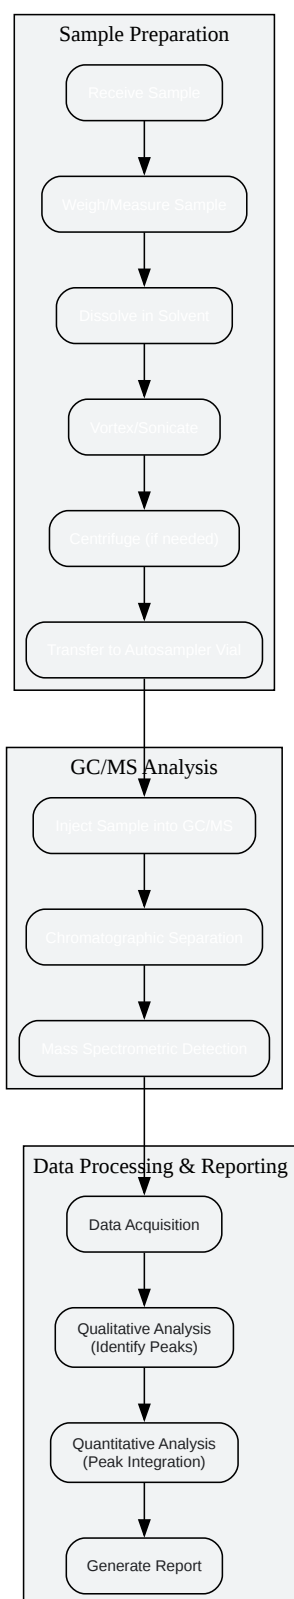 Sample Preparation
Receive Sample
Weigh/Measure Sample
Dissolve in Solvent
Vortex/Sonicate
Centrifuge (if needed)
Transfer to Autosampler Vial
GC/MS Analysis
Inject Sample into GC/MS
Chromatographic Separation
Mass Spectrometric Detection
Data Processing & Reporting
Data Acquisition
Qualitative Analysis
(Identify Peaks)
Quantitative Analysis
(Peak Integration)
Generate Report